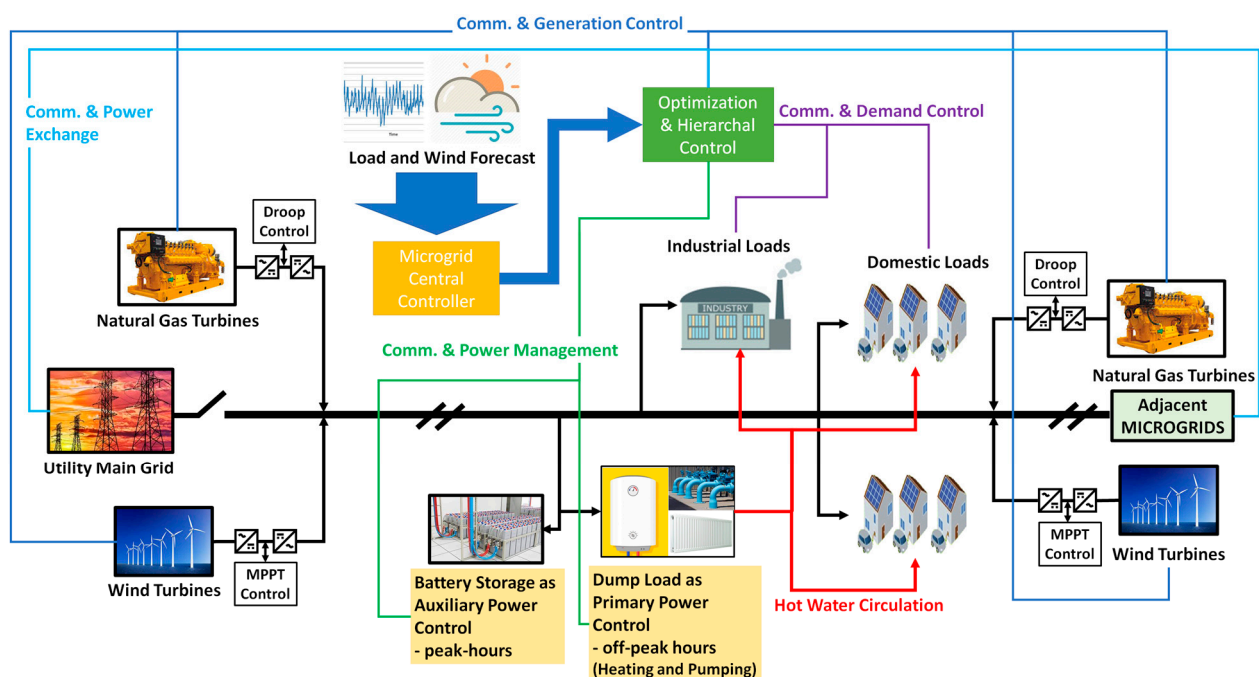 Comm. & Generation Control
Comm. & Power
Exchange
Time
Load and Wind Forecast
Optimization
& Hierarchal
Control
Comm. & Demand Control
Droop
Control
Microgrid
Central
Controller
Industrial Loads
INDUSTRY
Domestic Loads
Droop
Control
Natural Gas Turbines
Comm. & Power Management
Natural Gas Turbines
Adjacent
MICROGRIDS
Utility Main Grid
Wind Turbines
MPPT
Control
Battery Storage as
Auxiliary Power
Control
- peak-hours
Dump Load as
Primary Power
Control
- off-peak hours
(Heating and Pumping)
Hot Water Circulation
MPPT
Control
Wind Turbines